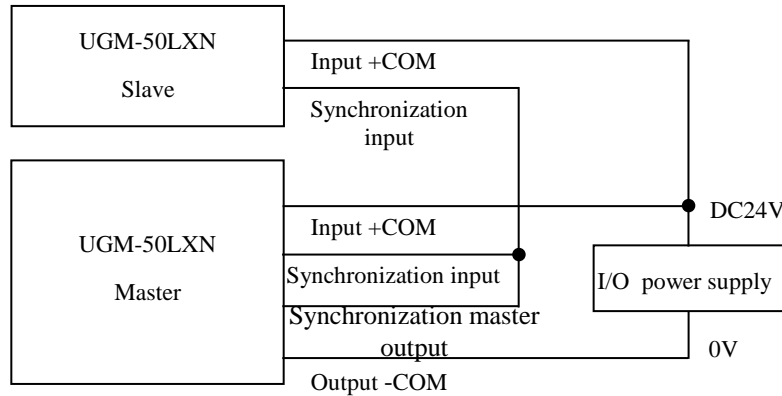 UGM-50LXN
Slave
Input +COM
Synchronization
input
UGM-50LXN
Master
Input +COM
Synchronization input
Synchronization master
output
Output -COM
DC24V
I/O power supply
0V